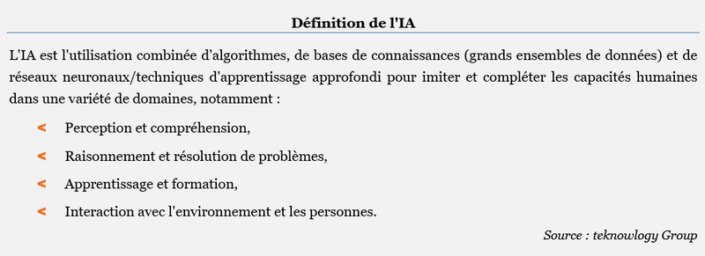 Définition de l'IA
L'IA est l'utilisation combinée d'algorithmes, de bases de connaissances (grands ensembles de données) et de
réseaux neuronaux/techniques d'apprentissage approfondi pour imiter et compléter les capacités humaines
dans une variété de domaines, notamment :
< Perception et compréhension,
< Raisonnement et résolution de problèmes,
< Apprentissage et formation,
< Interaction avec l'environnement et les personnes.
Source : teknowlogy Group